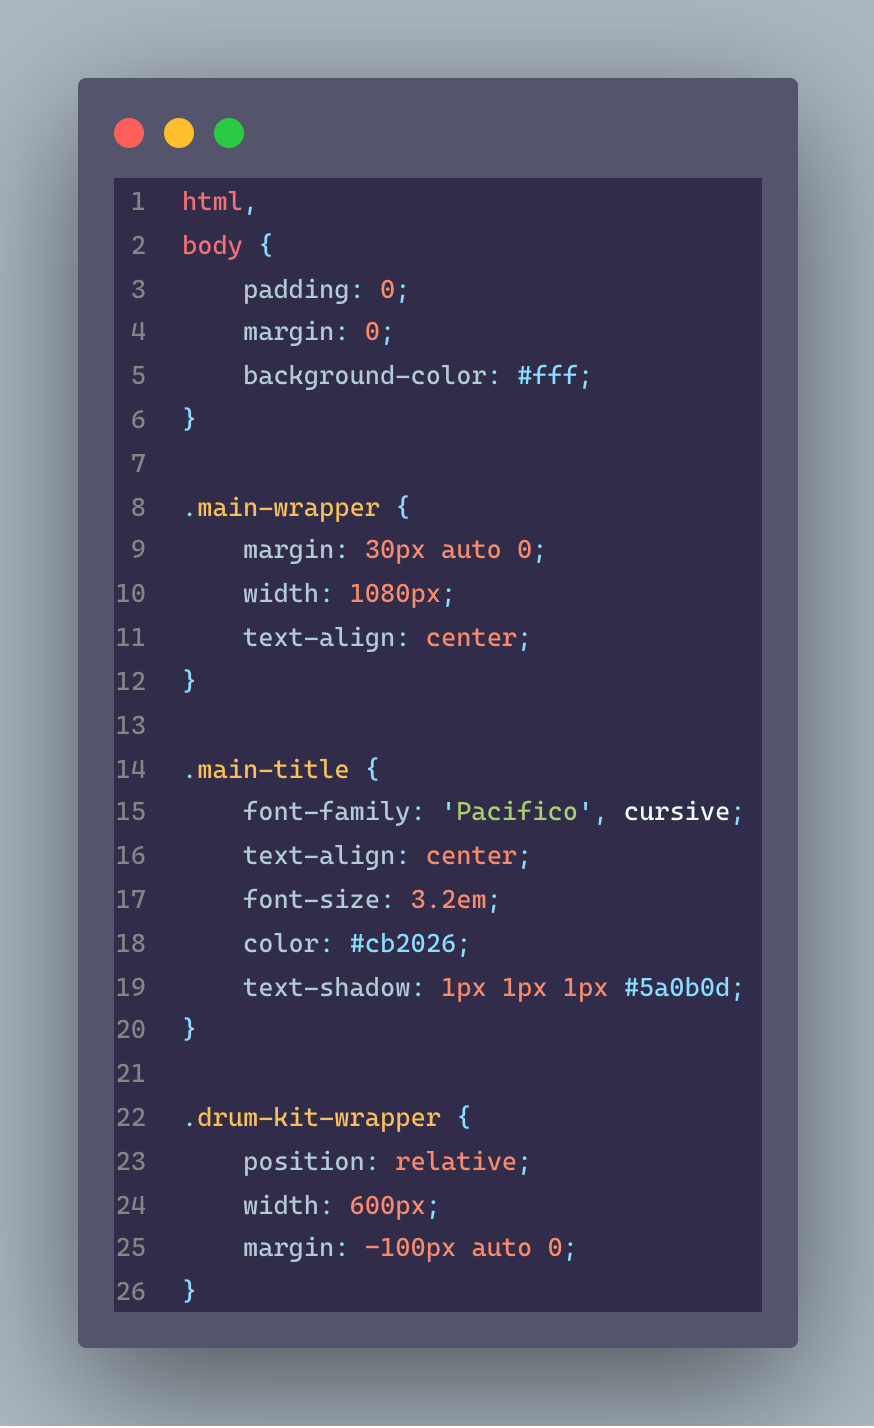 1 html,
2 body {
3     padding: 0;
4     margin: 0;
5     background-color: #fff;
6 }
7
8 .main-wrapper {
9     margin: 30px auto 0;
10     width: 1080px;
11     text-align: center;
12 }
13
14 .main-title {
15     font-family: 'Pacifico', cursive;
16     text-align: center;
17     font-size: 3.2em;
18     color: #cb2026;
19     text-shadow: 1px 1px 1px #5a0b0d;
20 }
21
22 .drum-kit-wrapper {
23     position: relative;
24     width: 600px;
25     margin: -100px auto 0;
26 }